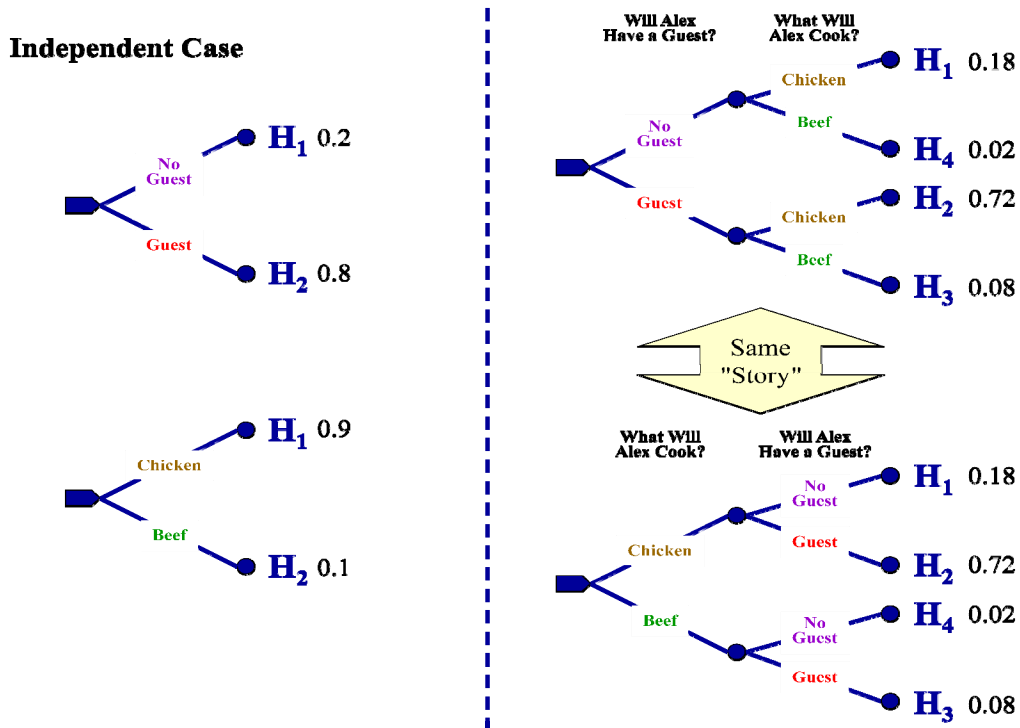 Independent Case
H1 0.2
No
Guest
Guest
H2 0.8
H1 0.9
Chicken
Beef
H2 0.1
Will Alex
Have a Guest?
What Will
Alex Cook?
H1 0.18
Chicken
Beef
No
Guest
H4 0.02
H2 0.72
Guest
Chicken
Beef
H3 0.08
Same
"Story"
What Will
Alex Cook?
Will Alex
Have a Guest?
H1 0.18
No
Guest
Guest
Chicken
H2 0.72
Beef
No
Guest
H4 0.02
Guest
H3 0.08